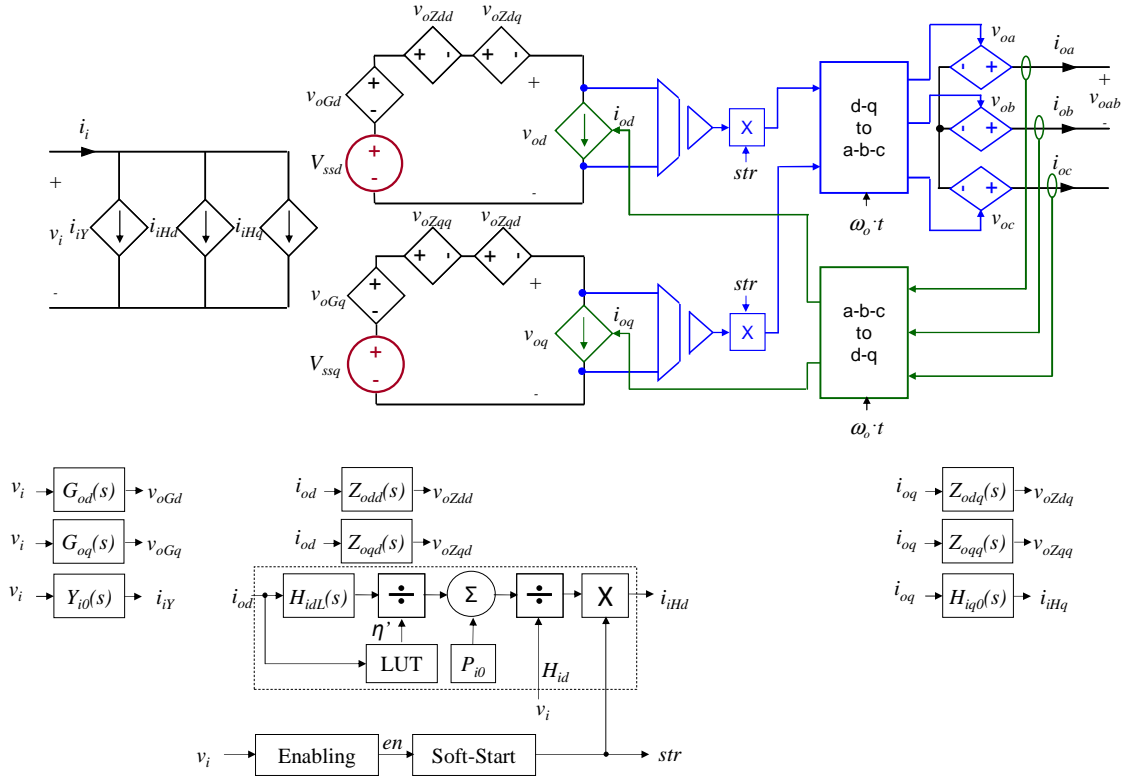 v_oZdd v_oZdq
v_oGd + - + - +
+ -
V_ssd + -
v_od i_od
-
X
str
d-q
to
a-b-c
ω_o·t
v_oa i_oa
- +
v_ob i_ob
- +
v_oc i_oc
- +
+
v_oab
-
i_i
+
v_i i_iY i_iHd i_iHq
-
v_oZqq v_oZqd
v_oGq + - + - +
+ -
V_ssq + -
v_oq i_oq
-
str
X
a-b-c
to
d-q
ω_o·t
v_i G_od(s) v_oGd
i_od Z_odd(s) v_oZdd
i_oq Z_odq(s) v_oZdq
v_i G_oq(s) v_oGq
i_od Z_oqd(s) v_oZqd
i_oq Z_oqq(s) v_oZqq
v_i Y_i0(s) i_iY
i_od H_idL(s) ÷ Σ ÷ X i_iHd
i_oq H_iq0(s) i_iHq
η’
LUT P_i0 H_id
v_i
v_i Enabling en Soft-Start str